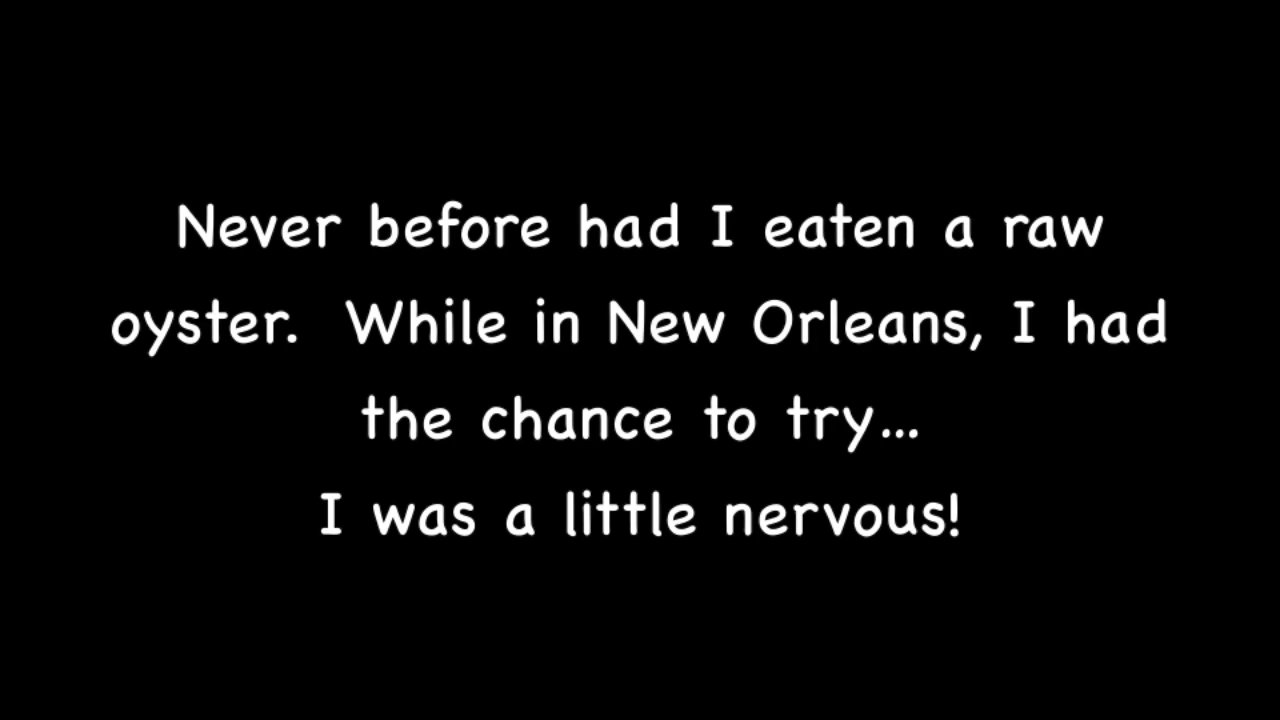 Never before had I eaten a raw
oyster.  While in New Orleans, I had
the chance to try...
I was a little nervous!